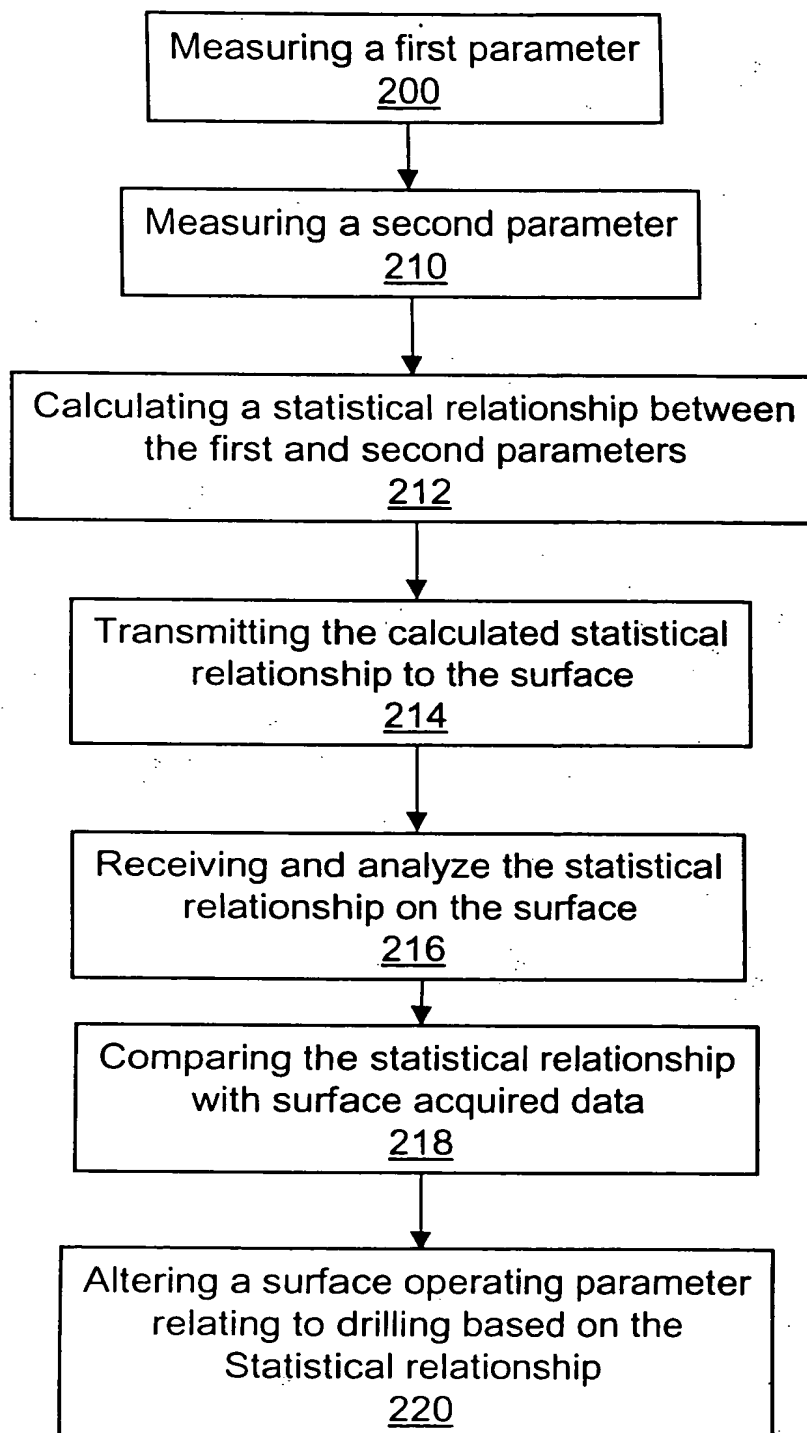 Measuring a first parameter
200
Measuring a second parameter
210
Calculating a statistical relationship between
the first and second parameters
212
Transmitting the calculated statistical
relationship to the surface
214
Receiving and analyze the statistical
relationship on the surface
216
Comparing the statistical relationship
with surface acquired data
218
Altering a surface operating parameter
relating to drilling based on the
Statistical relationship
220